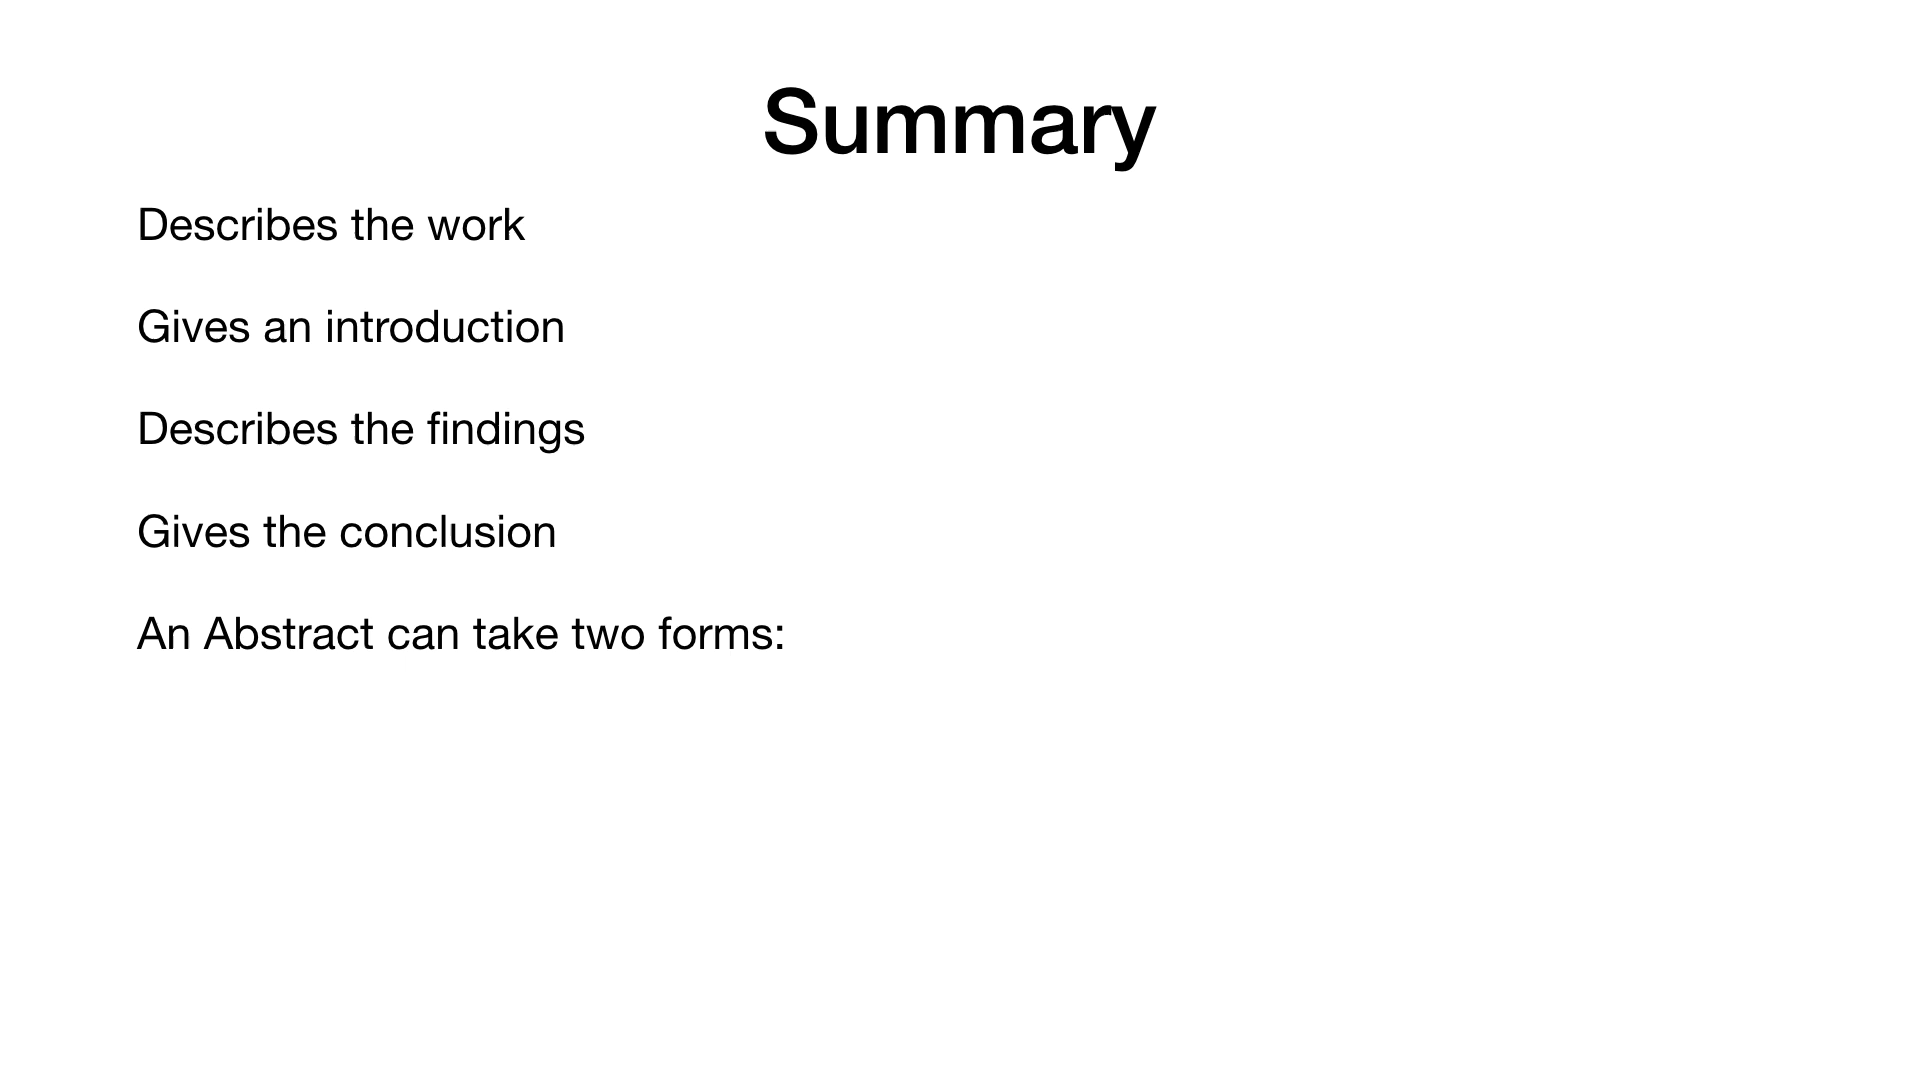 Summary
Describes the work
Gives an introduction
Describes the findings
Gives the conclusion
An Abstract can take two forms: